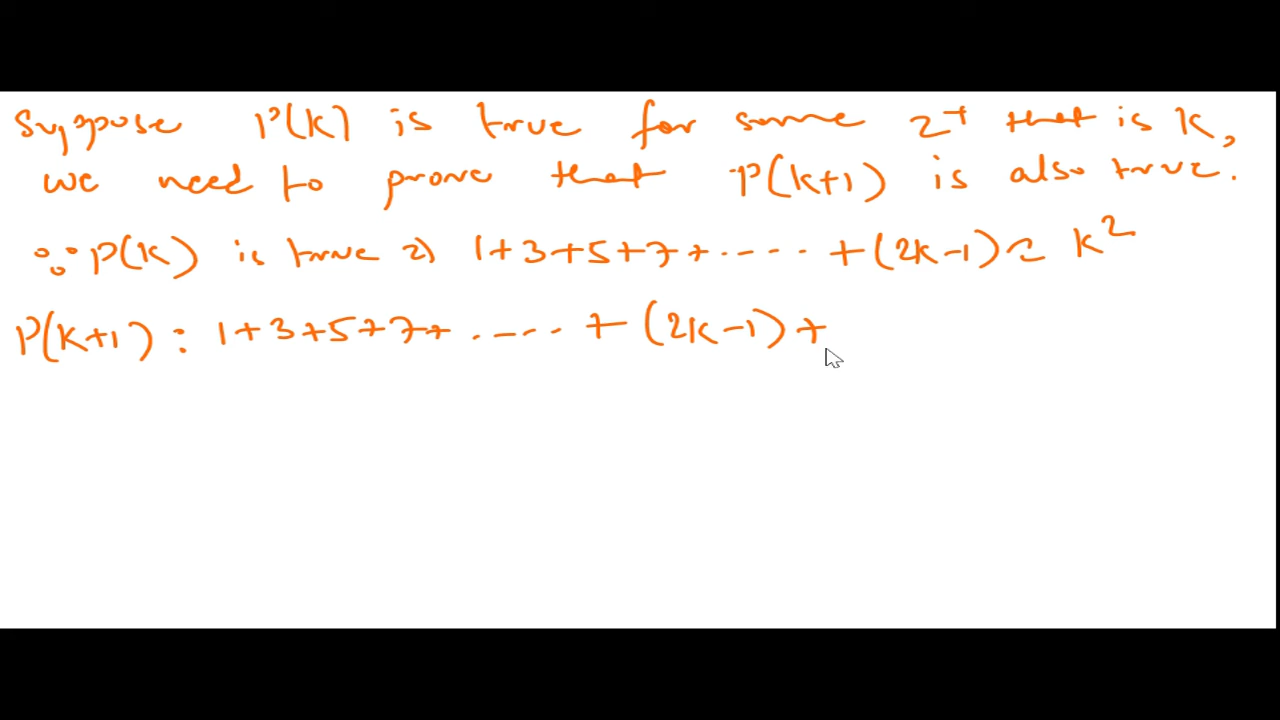 Suppose P(k) is true for some Z⁺ that is k,
we need to prove that P(k+1) is also true.
∵ P(k) is true ⇒ 1+3+5+7+.....+(2k-1) = k²
P(k+1) : 1+3+5+7+.....+(2k-1)+